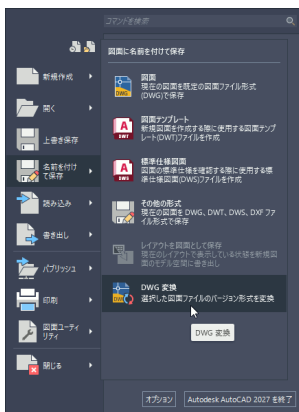 コマンドを検索
図面に名前を付けて保存
新規作成
開く
上書き保存
名前を付け
て保存
読み込み
書き出し
パブリッシュ
印刷
図面ユーティ
リティ
閉じる
図面
現在の図面を既定の図面ファイル形式
(DWG)で保存
図面テンプレート
新規図面を作成する際に使用する図面テンプ
レート(DWT)ファイルを作成
標準仕様図面
図面の標準仕様を確認する際に使用する標
準仕様図面(DWS)ファイルを作成
その他の形式
現在の図面を DWG、DWT、DWS、DXF ファ
イル形式で保存
レイアウトを図面として保存
現在のレイアウトで表示している状態を新規図
面のモデル空間に書き出し
DWG 変換
選択した図面ファイルのバージョン形式を変換
DWG 変換
オプション
Autodesk AutoCAD 2027 を終了